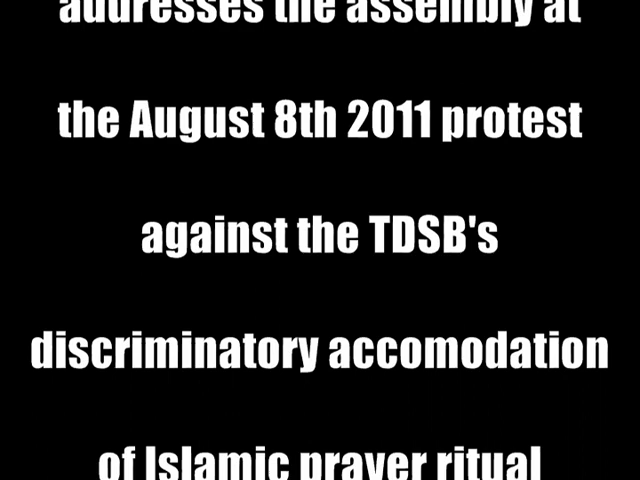 addresses the assembly at
the August 8th 2011 protest
against the TDSB's
discriminatory accomodation
of Islamic prayer ritual